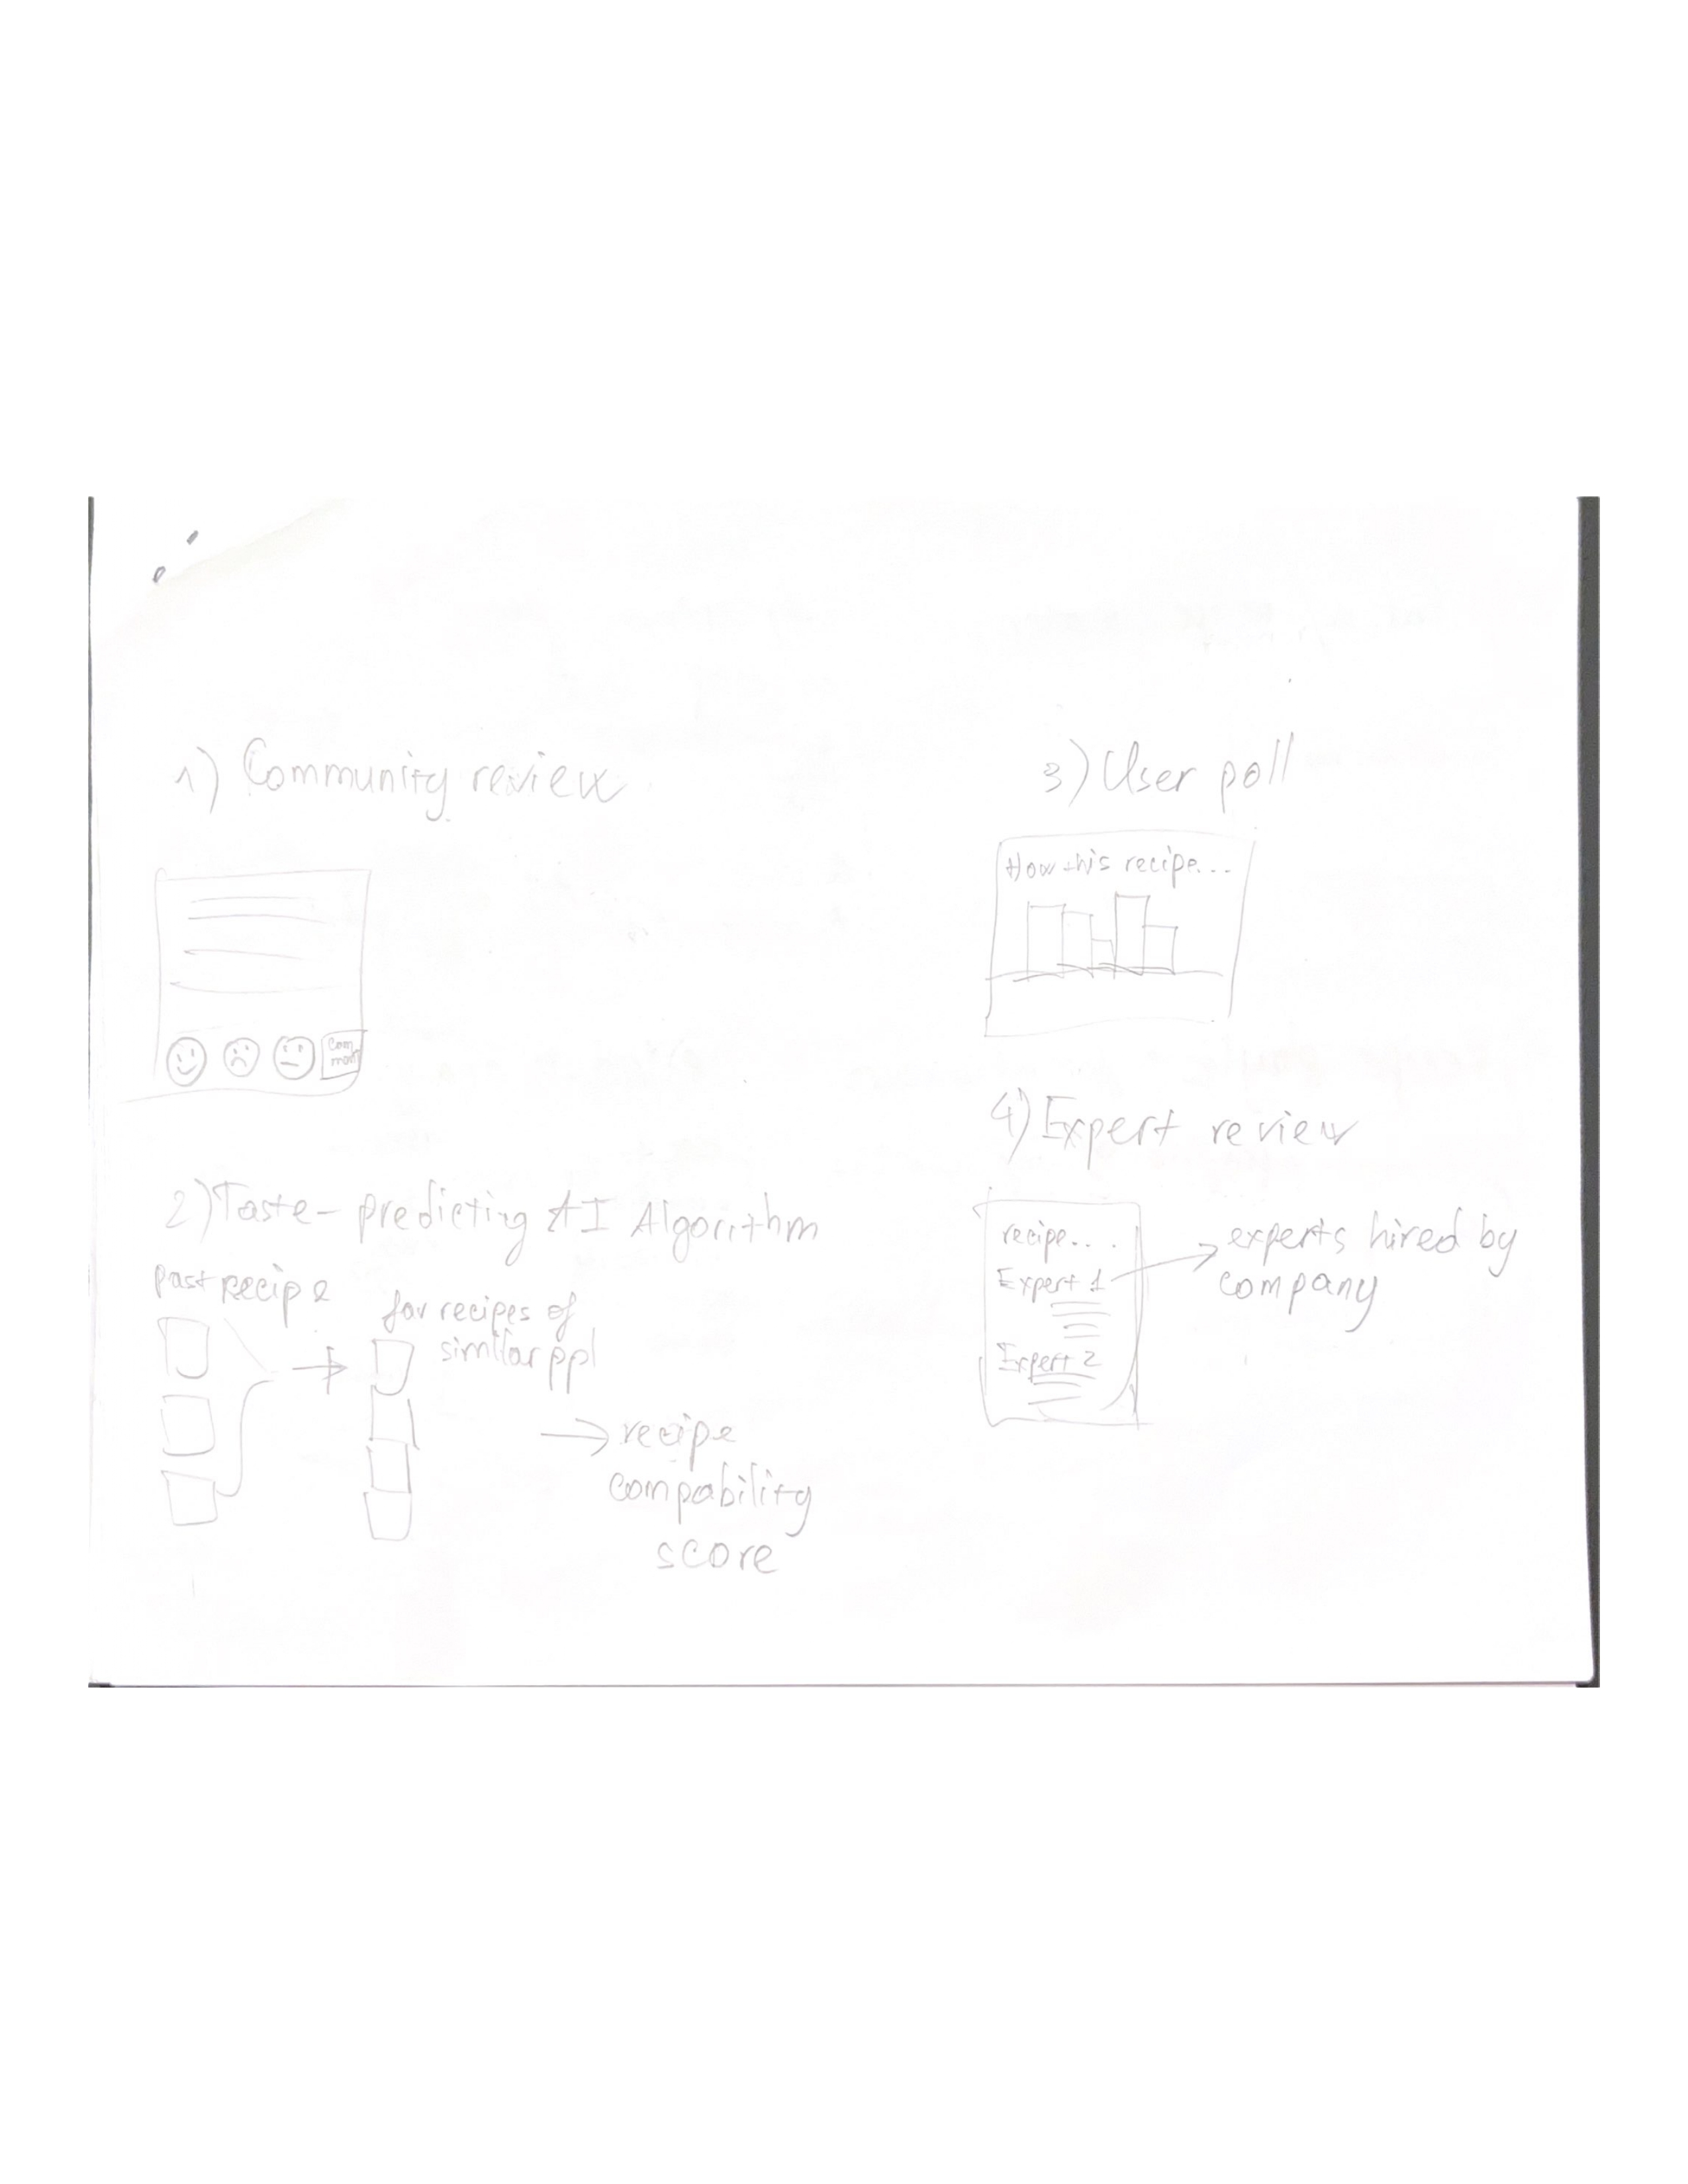 1) Community review
Com
ment
2) Taste-predicting AI Algorithm
Past recipe
fav recipes of
similar ppl
→ recipe
compability
score
3) User poll
How this recipe...
4) Expert review
recipe....
Expert 1
Expert 2
experts hired by
company